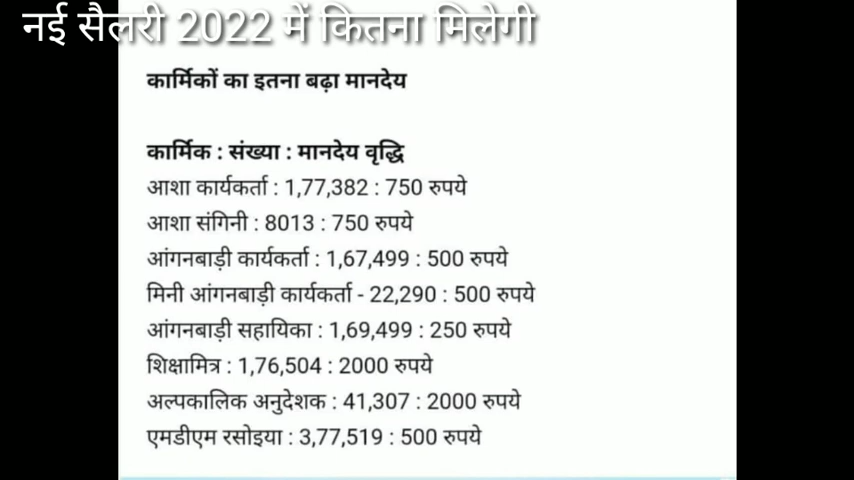 नई सैलरी 2022 में कितना मिलेगी
कार्मिकों का इतना बढ़ा मानदेय
कार्मिक : संख्या : मानदेय वृद्धि
आशा कार्यकर्ता : 1,77,382 : 750 रुपये
आशा संगिनी : 8013 : 750 रुपये
आंगनबाड़ी कार्यकर्ता : 1,67,499 : 500 रुपये
मिनी आंगनबाड़ी कार्यकर्ता - 22,290 : 500 रुपये
आंगनबाड़ी सहायिका : 1,69,499 : 250 रुपये
शिक्षामित्र : 1,76,504 : 2000 रुपये
अल्पकालिक अनुदेशक : 41,307 : 2000 रुपये
एमडीएम रसोइया : 3,77,519 : 500 रुपये